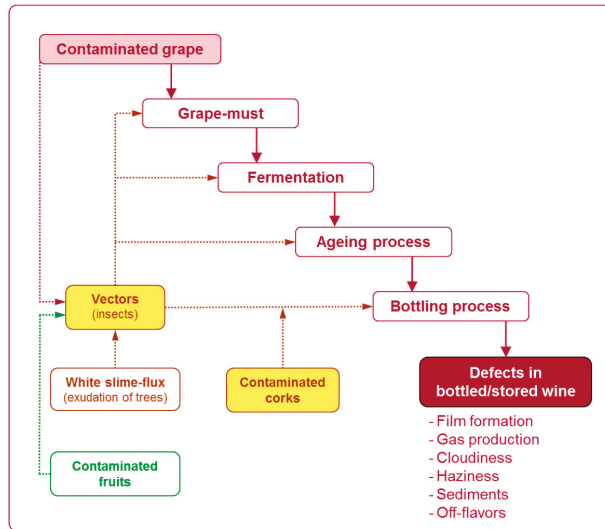 Contaminated grape
Grape-must
Fermentation
Ageing process
Vectors
(insects)
Bottling process
White slime-flux
(exudation of trees)
Contaminated
corks
Defects in
bottled/stored wine
- Film formation
- Gas production
- Cloudiness
- Haziness
- Sediments
- Off-flavors
Contaminated
fruits